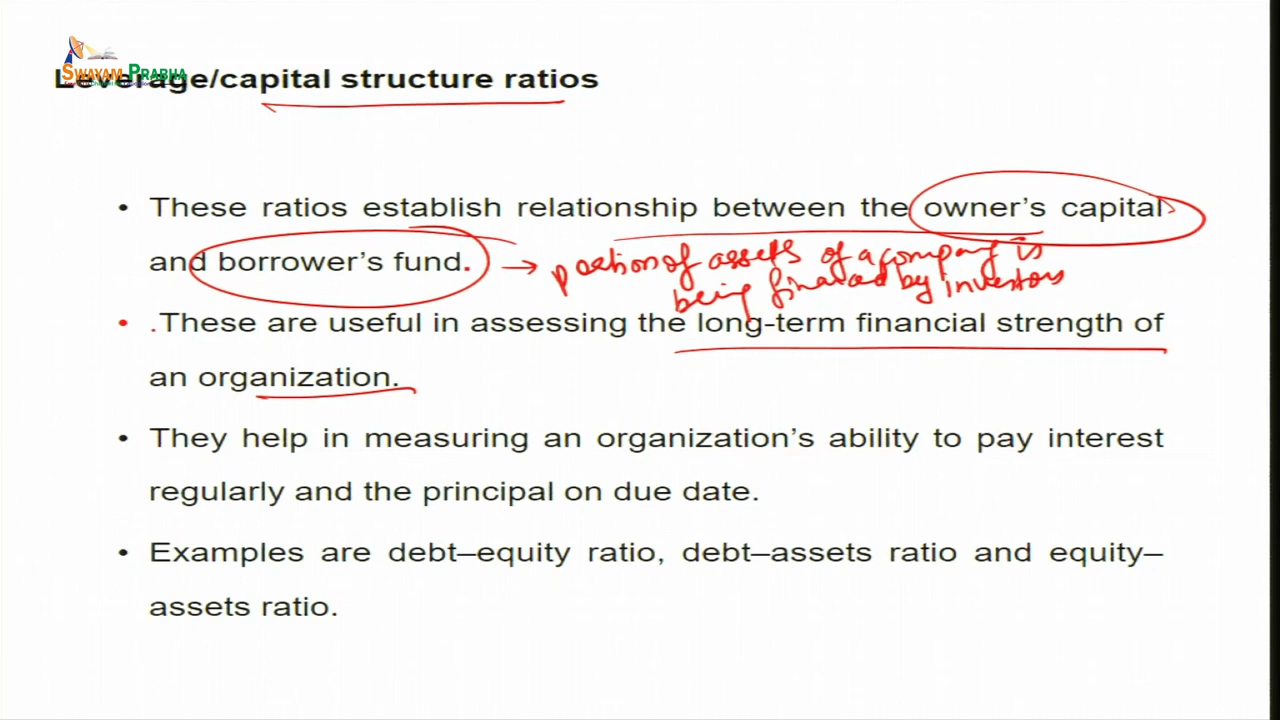 SWAYAM PRABHA
Leverage/capital structure ratios
• These ratios establish relationship between the owner's capital
and borrower's fund. → portion of assets of a company is
being financed by investors
• .These are useful in assessing the long-term financial strength of
an organization.
• They help in measuring an organization's ability to pay interest
regularly and the principal on due date.
• Examples are debt–equity ratio, debt–assets ratio and equity–
assets ratio.